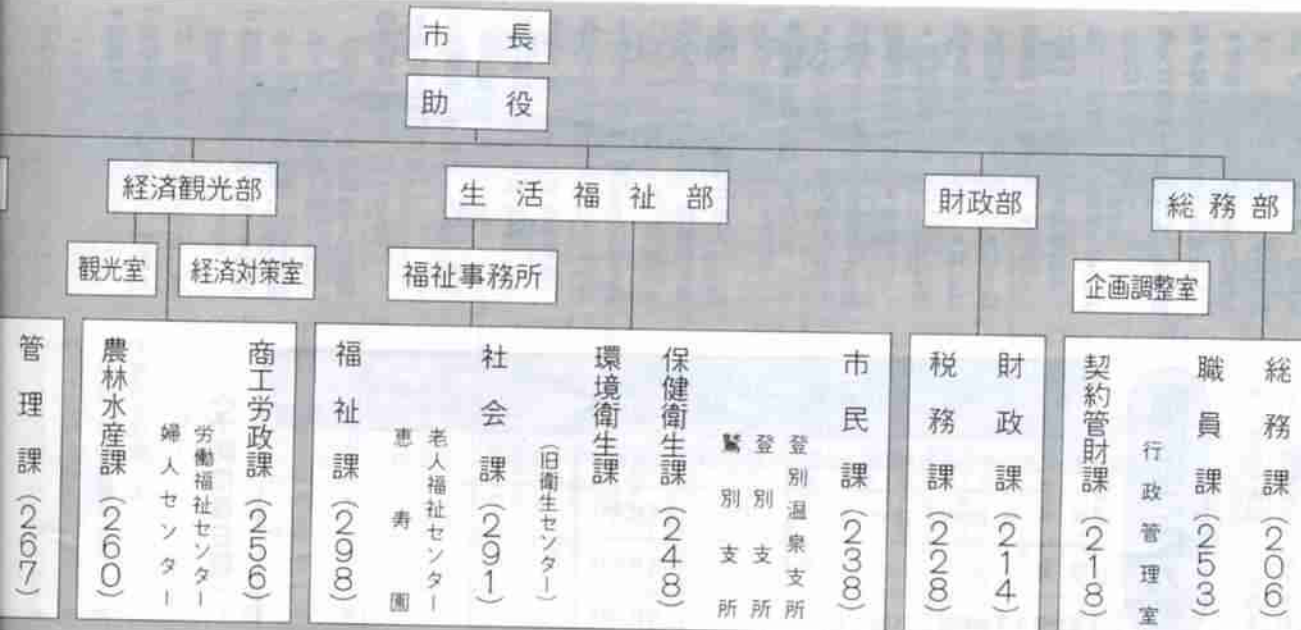 市長
助役
総務部
財政部
生活福祉部
経済観光部
企画調整室
福祉事務所
経済対策室
観光室
総務課(206)
職員課(253)
行政管理室
契約管財課(218)
財政課(214)
税務課(228)
市民課(238)
登別温泉支所
登別支所
鷲別支所
保健衛生課(248)
環境衛生課
(旧衛生センター)
社会課(291)
老人福祉センター
恵寿園
福祉課(298)
商工労政課(256)
労働福祉センター
婦人センター
農林水産課(260)
管理課(267)